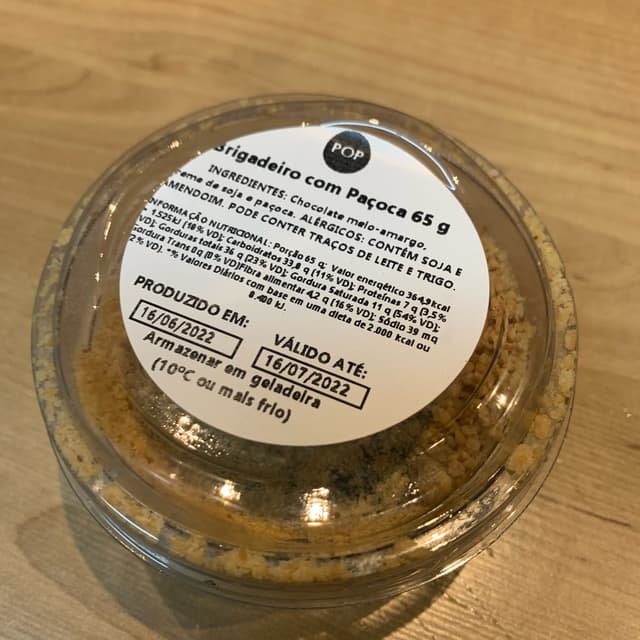 POP
Brigadeiro com Paçoca 65 g
INGREDIENTES: Chocolate meio-amargo,
creme de soja e paçoca. ALÉRGICOS: CONTÉM SOJA E
AMENDOIM. PODE CONTER TRAÇOS DE LEITE E TRIGO.
INFORMAÇÃO NUTRICIONAL: Porção 65 g: Valor energético 364,9kcal
1.525kJ (18% VD); Carboidratos 33,8 g (11% VD); Proteínas 2 g (3,5%
VD); Gorduras totais 36 g (23% VD); Gordura Saturada 11 g (54% VD);
Gordura Trans 0 g (0% VD) Fibra alimentar 4,2 g (16% VD); Sódio 39 mg
(2% VD). *% Valores Diários com base em uma dieta de 2.000 kcal ou
8.400 kJ.
PRODUZIDO EM:
16/06/2022
VÁLIDO ATÉ:
16/07/2022
Armazenar em geladeira
(10ºC ou mais frio)